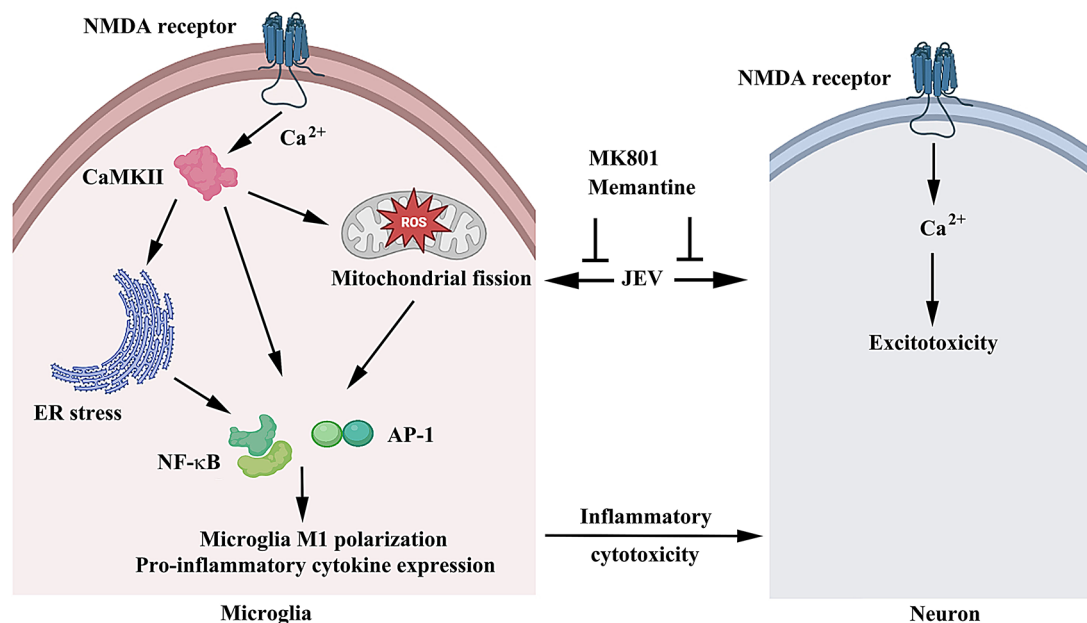 NMDA receptor
Ca²⁺
CaMKII
ROS
Mitochondrial fission
ER stress
NF-κB
AP-1
Microglia M1 polarization
Pro-inflammatory cytokine expression
Microglia
MK801
Memantine
JEV
Inflammatory
cytotoxicity
NMDA receptor
Ca²⁺
Excitotoxicity
Neuron